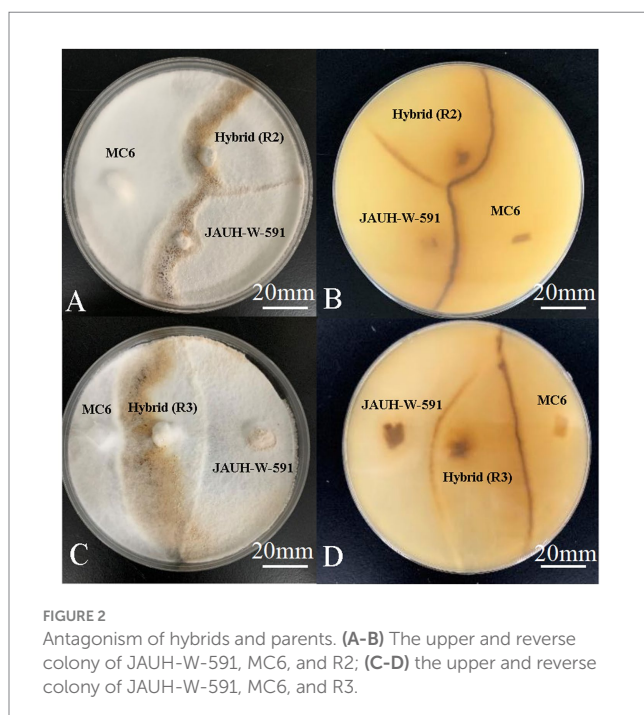 MC6
Hybrid (R2)
JAUH-W-591
A
20mm
Hybrid (R2)
MC6
JAUH-W-591
B
20mm
MC6
Hybrid (R3)
JAUH-W-591
C
20mm
JAUH-W-591
MC6
Hybrid (R3)
D
20mm
FIGURE 2
Antagonism of hybrids and parents. (A-B) The upper and reverse
colony of JAUH-W-591, MC6, and R2; (C-D) the upper and reverse
colony of JAUH-W-591, MC6, and R3.